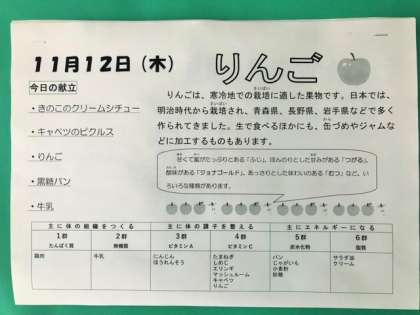 11月12日（木）
りんご
今日の献立
・きのこのクリームシチュー
・キャベツのピクルス
・りんご
・黒糖パン
・牛乳
りんごは、寒冷地での栽培に適した果物です。日本では、
明治時代から栽培され、青森県、長野県、岩手県などで多く
作られてきました。生で食べるほかにも、缶づめやジャムな
どに加工するものもあります。
甘くて蜜がたっぷりとある「ふじ」、ほんのりとした甘みがある「つがる」、
酸味がある「ジョナゴールド」、あっさりとした味わいのある「むつ」など、い
ろいろな種類があります。
主に体の組織をつくる
主に体の調子を整える
主にエネルギーになる
1群 2群 3群 4群 5群 6群
たんぱく質 無機質 ビタミンA ビタミンC 炭水化物 脂質
鶏肉
牛乳
にんじん
ほうれんそう
たまねぎ
しめじ
エリンギ
マッシュルーム
キャベツ
りんご
パン
じゃがいも
小麦粉
砂糖
サラダ油
クリーム